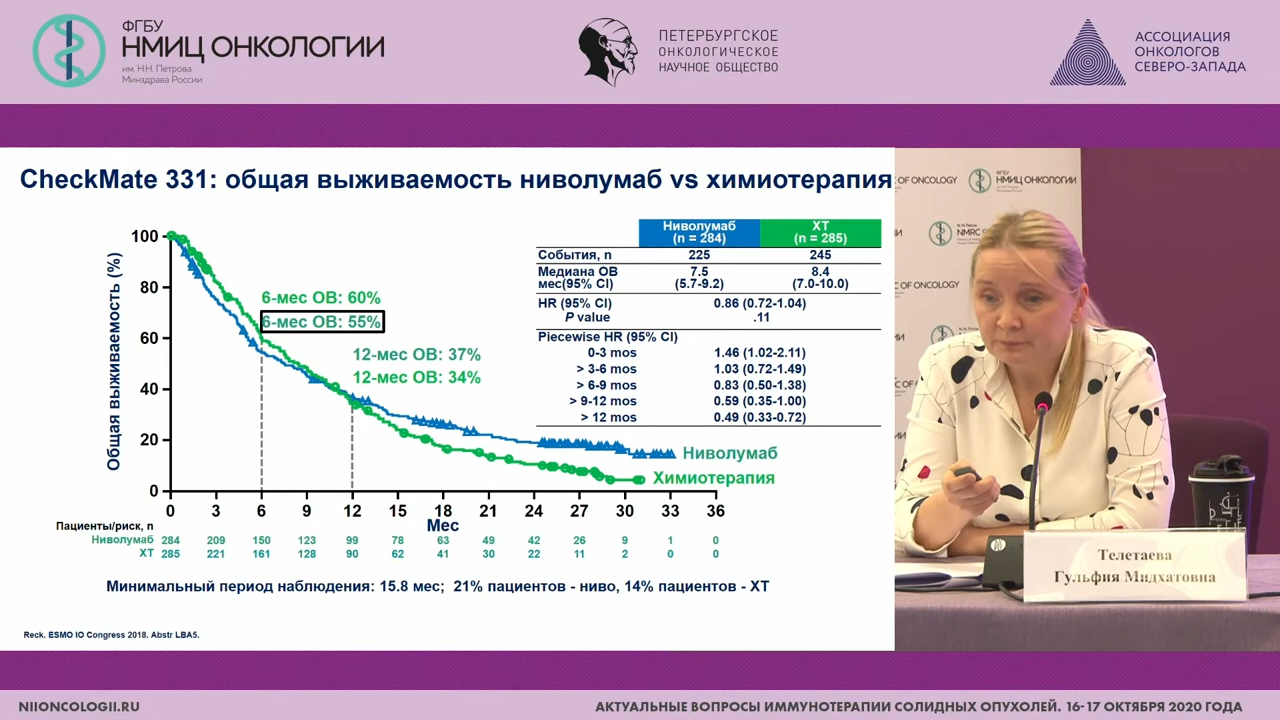 ФГБУ
НМИЦ ОНКОЛОГИИ
им. Н.Н. Петрова
Минздрава России
ПЕТЕРБУРГСКОЕ
ОНКОЛОГИЧЕСКОЕ
НАУЧНОЕ ОБЩЕСТВО
АССОЦИАЦИЯ
ОНКОЛОГОВ
СЕВЕРО-ЗАПАДА
CheckMate 331: общая выживаемость ниволумаб vs химиотерапия
Общая выживаемость (%)
100
80
60
40
20
0
6-мес ОВ: 60%
6-мес ОВ: 55%
12-мес ОВ: 37%
12-мес ОВ: 34%
Ниволумаб
Химиотерапия
0 3 6 9 12 15 18 21 24 27 30 33 36
Мес
Ниволумаб (n = 284) ХТ (n = 285)
События, n 225 245
Медиана ОВ 7.5 8.4
мес(95% CI) (5.7-9.2) (7.0-10.0)
HR (95% CI) 0.86 (0.72-1.04)
P value .11
Piecewise HR (95% CI)
0-3 mos 1.46 (1.02-2.11)
> 3-6 mos 1.03 (0.72-1.49)
> 6-9 mos 0.83 (0.50-1.38)
> 9-12 mos 0.59 (0.35-1.00)
> 12 mos 0.49 (0.33-0.72)
Пациенты/риск, n
Ниволумаб 284 209 150 123 99 78 63 49 42 26 9 1 0
ХТ 285 221 161 128 90 62 41 30 22 11 2 0 0
Минимальный период наблюдения: 15.8 мес; 21% пациентов - ниво, 14% пациентов - ХТ
Reck. ESMO IO Congress 2018. Abstr LBA5.
OF ONCOLOGY
ФГБУ
НМИЦ ОНКОЛОГИИ
NMRC
Телетаева
Гульфия Мидхатовна
NIIONCOLOGII.RU
АКТУАЛЬНЫЕ ВОПРОСЫ ИММУНОТЕРАПИИ СОЛИДНЫХ ОПУХОЛЕЙ. 16-17 ОКТЯБРЯ 2020 ГОДА